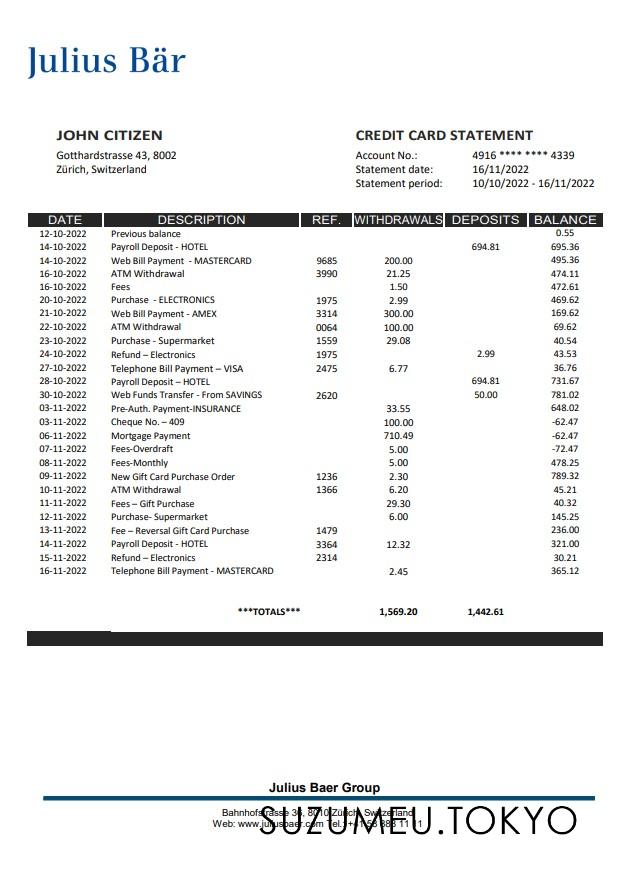 Julius Bär
JOHN CITIZEN
Gotthardstrasse 43, 8002
Zürich, Switzerland
CREDIT CARD STATEMENT
Account No.: 4916 **** **** 4339
Statement date: 16/11/2022
Statement period: 10/10/2022 - 16/11/2022
DATE DESCRIPTION REF. WITHDRAWALS DEPOSITS BALANCE
12-10-2022 Previous balance 0.55
14-10-2022 Payroll Deposit - HOTEL 694.81 695.36
14-10-2022 Web Bill Payment - MASTERCARD 9685 200.00 495.36
16-10-2022 ATM Withdrawal 3990 21.25 474.11
16-10-2022 Fees 1.50 472.61
20-10-2022 Purchase - ELECTRONICS 1975 2.99 469.62
21-10-2022 Web Bill Payment - AMEX 3314 300.00 169.62
22-10-2022 ATM Withdrawal 0064 100.00 69.62
23-10-2022 Purchase - Supermarket 1559 29.08 40.54
24-10-2022 Refund – Electronics 1975 2.99 43.53
27-10-2022 Telephone Bill Payment – VISA 2475 6.77 36.76
28-10-2022 Payroll Deposit – HOTEL 694.81 731.67
30-10-2022 Web Funds Transfer - From SAVINGS 2620 50.00 781.02
03-11-2022 Pre-Auth. Payment-INSURANCE 33.55 648.02
03-11-2022 Cheque No. – 409 100.00 -62.47
06-11-2022 Mortgage Payment 710.49 -62.47
07-11-2022 Fees-Overdraft 5.00 -72.47
08-11-2022 Fees-Monthly 5.00 478.25
09-11-2022 New Gift Card Purchase Order 1236 2.30 789.32
10-11-2022 ATM Withdrawal 1366 6.20 45.21
11-11-2022 Fees – Gift Purchase 29.30 40.32
12-11-2022 Purchase- Supermarket 6.00 145.25
13-11-2022 Fee – Reversal Gift Card Purchase 1479 236.00
14-11-2022 Payroll Deposit - HOTEL 3364 12.32 321.00
15-11-2022 Refund – Electronics 2314 30.21
16-11-2022 Telephone Bill Payment - MASTERCARD 2.45 365.12
***TOTALS*** 1,569.20 1,442.61
Julius Baer Group
Bahnhofstrasse 36, 8010 Zürich, Switzerland
Web: www.juliusbaer.com Tel.: +41 58 888 11 11
SUZUMEU.TOKYO